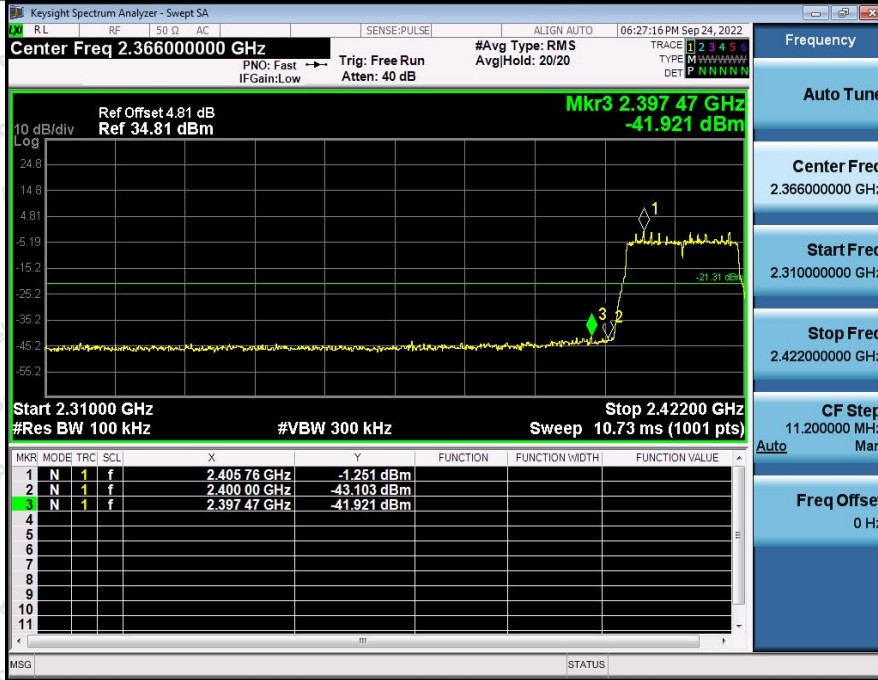 Keysight Spectrum Analyzer - Swept SA
LXI RL RF 50 Ω AC SENSE:PULSE ALIGN AUTO 06:27:16 PM Sep 24, 2022
Center Freq 2.366000000 GHz
PNO: Fast
IFGain:Low
Trig: Free Run
Atten: 40 dB
#Avg Type: RMS
Avg|Hold: 20/20
TRACE 1 2 3 4 5 6
TYPE M WWWWW
DET P N N N N N
Ref Offset 4.81 dB
10 dB/div Ref 34.81 dBm
Log
Mkr3 2.397 47 GHz
-41.921 dBm
24.8
14.8
4.81
-5.19
-15.2
-25.2
-35.2
-45.2
-55.2
1
-21.31 dBm
3 2
Start 2.31000 GHz Stop 2.42200 GHz
#Res BW 100 kHz #VBW 300 kHz Sweep 10.73 ms (1001 pts)
MKR MODE TRC SCL X Y FUNCTION FUNCTION WIDTH FUNCTION VALUE
1 N 1 f 2.405 76 GHz -1.251 dBm
2 N 1 f 2.400 00 GHz -43.103 dBm
3 N 1 f 2.397 47 GHz -41.921 dBm
4
5
6
7
8
9
10
11
MSG STATUS
Frequency
Auto Tune
Center Freq
2.366000000 GHz
Start Freq
2.310000000 GHz
Stop Freq
2.422000000 GHz
CF Step
11.200000 MHz
Auto Man
Freq Offset
0 Hz